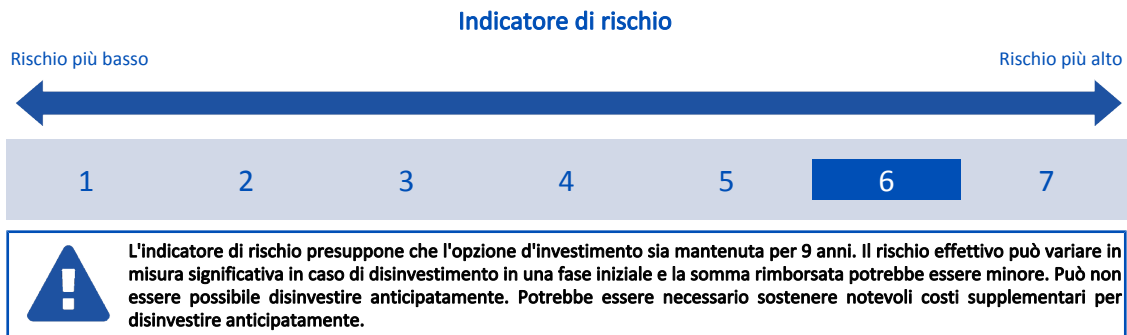 Indicatore di rischio
Rischio più basso
Rischio più alto
1 2 3 4 5 6 7
L'indicatore di rischio presuppone che l'opzione d'investimento sia mantenuta per 9 anni. Il rischio effettivo può variare in
misura significativa in caso di disinvestimento in una fase iniziale e la somma rimborsata potrebbe essere minore. Può non
essere possibile disinvestire anticipatamente. Potrebbe essere necessario sostenere notevoli costi supplementari per
disinvestire anticipatamente.